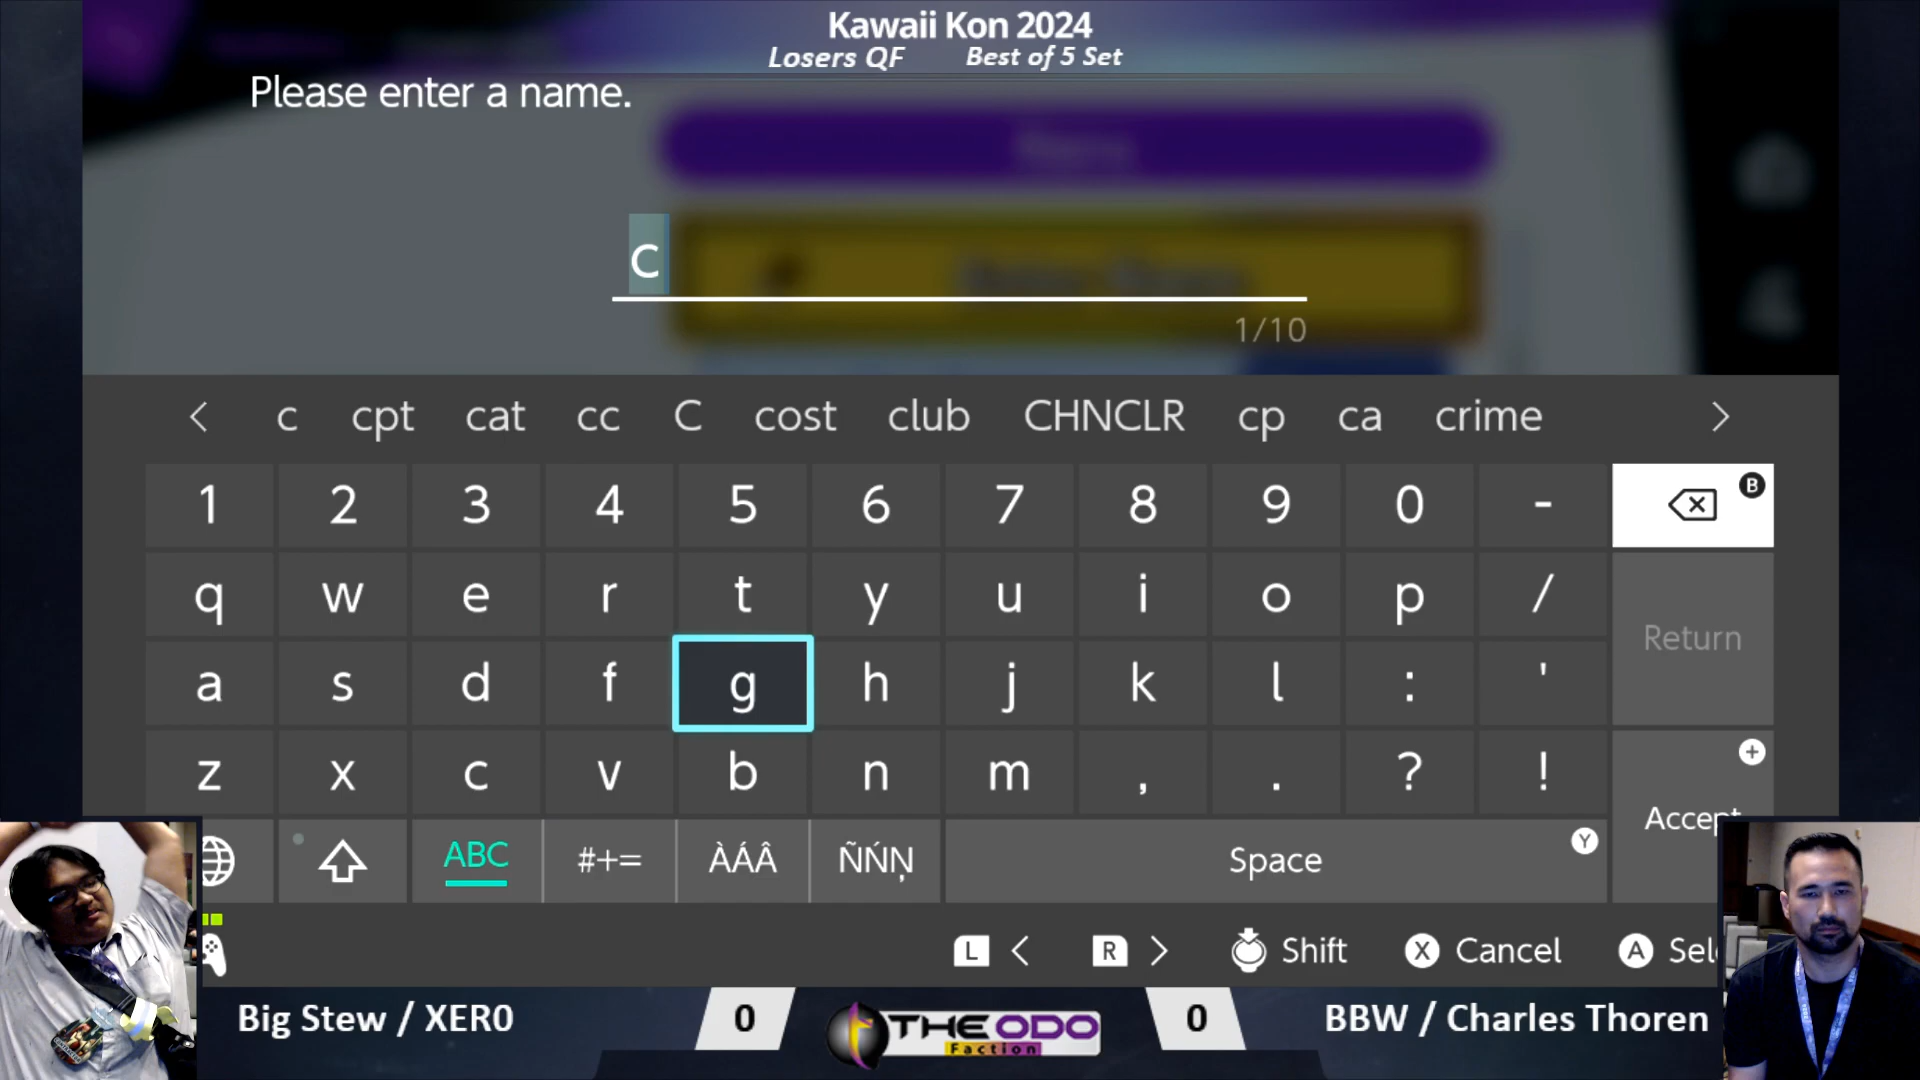 Kawaii Kon 2024
Losers QF Best of 5 Set
Please enter a name.
C
1/10
< c cpt cat cc C cost club CHNCLR cp ca crime >
1 2 3 4 5 6 7 8 9 0 - B
q w e r t y u i o p /
Return
a s d f g h j k l : '
z x c v b n m , . ? ! +
Accept
ABC #+= ÀÁÂ ÑŃŅ Space Y
L < R > Shift X Cancel A Sel
Big Stew / XER0 0 THE ODO 0 BBW / Charles Thoren
Faction